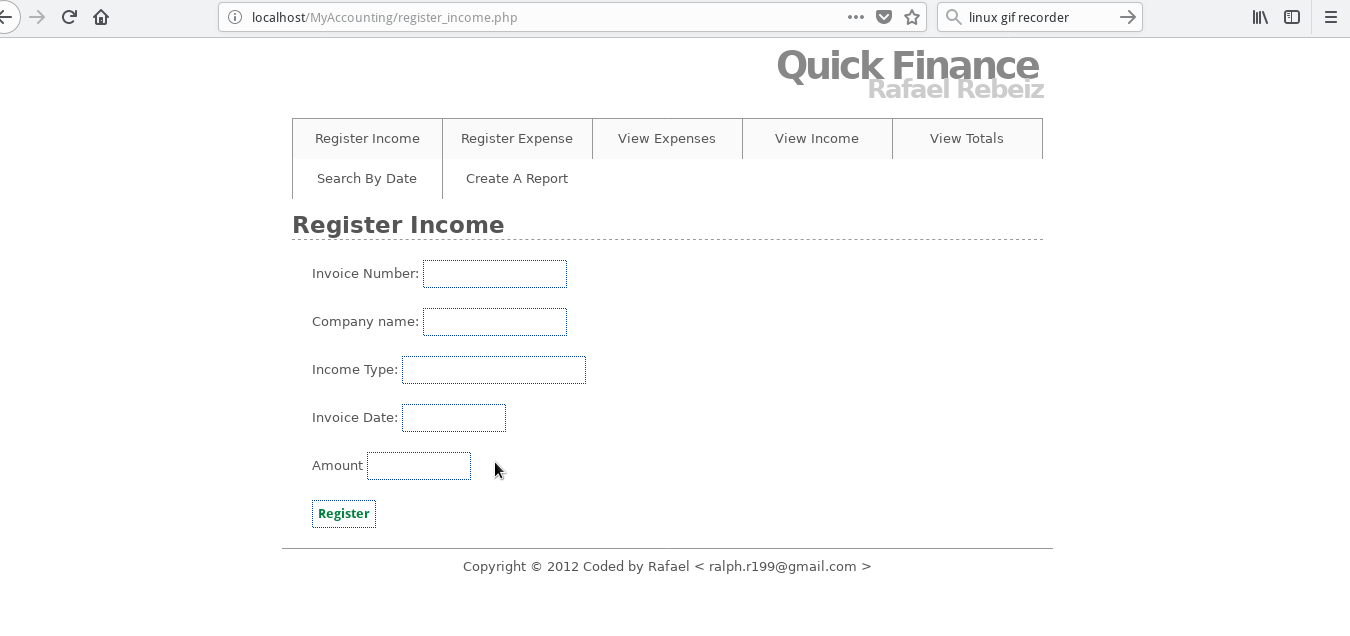 localhost/MyAccounting/register_income.php
linux gif recorder
Quick Finance
Rafael Rebeiz
Register Income Register Expense View Expenses View Income View Totals
Search By Date Create A Report
Register Income
Invoice Number:
Company name:
Income Type:
Invoice Date:
Amount
Register
Copyright © 2012 Coded by Rafael < ralph.r199@gmail.com >